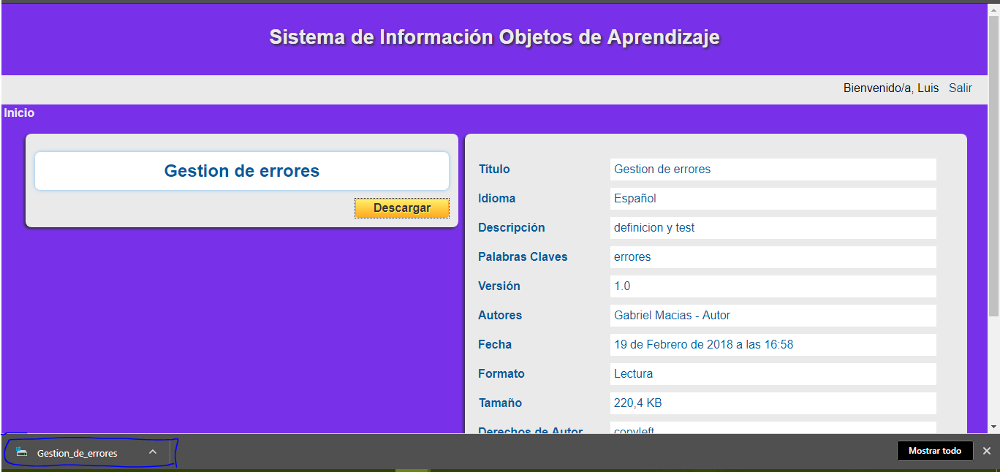 Sistema de Información Objetos de Aprendizaje
Bienvenido/a, Luis Salir
Inicio
Gestion de errores
Descargar
Título Gestion de errores
Idioma Español
Descripción definicion y test
Palabras Claves errores
Versión 1.0
Autores Gabriel Macias - Autor
Fecha 19 de Febrero de 2018 a las 16:58
Formato Lectura
Tamaño 220,4 KB
Derechos de Autor copyleft
Gestion_de_errores
Mostrar todo